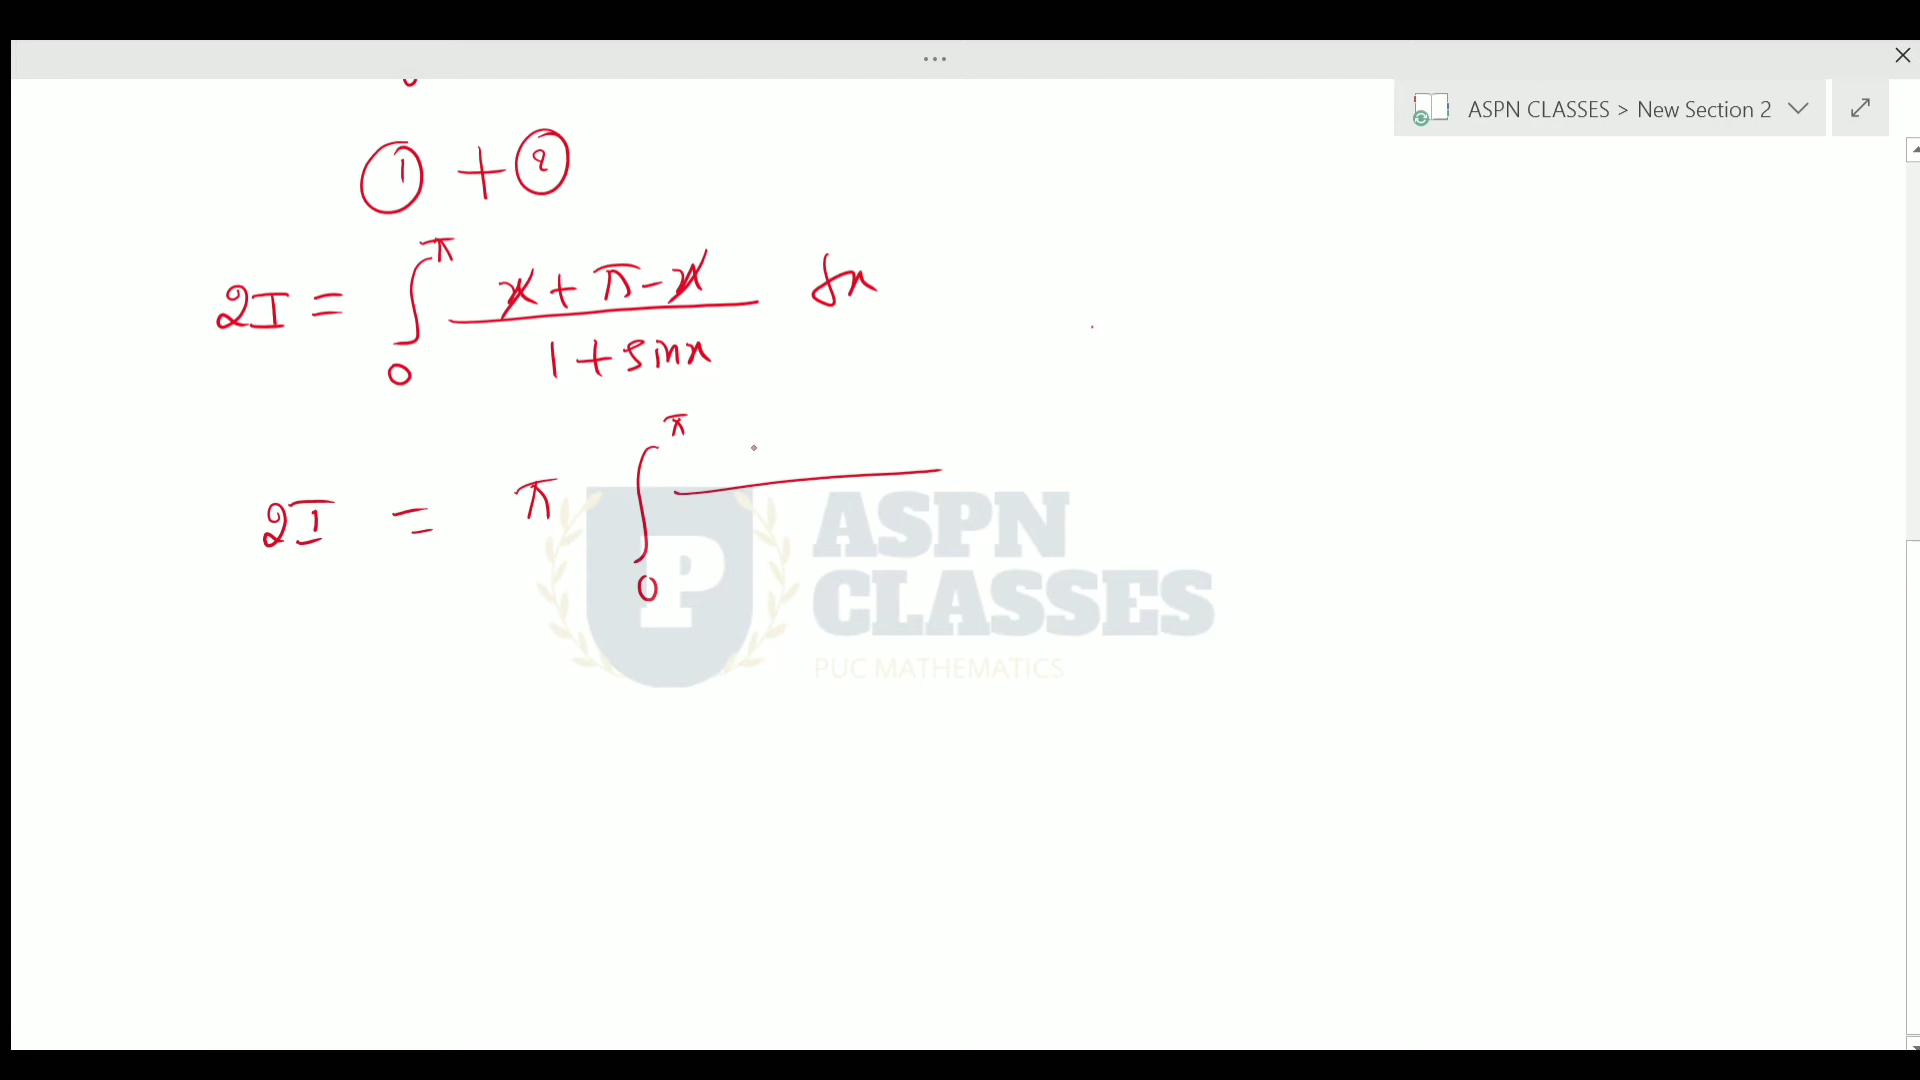 ASPN CLASSES > New Section 2
① + ②
2I = ∫₀^π (x + π - x)/(1 + sinx) dx
2I = π ∫₀^π
ASPN
CLASSES
PUC MATHEMATICS
P